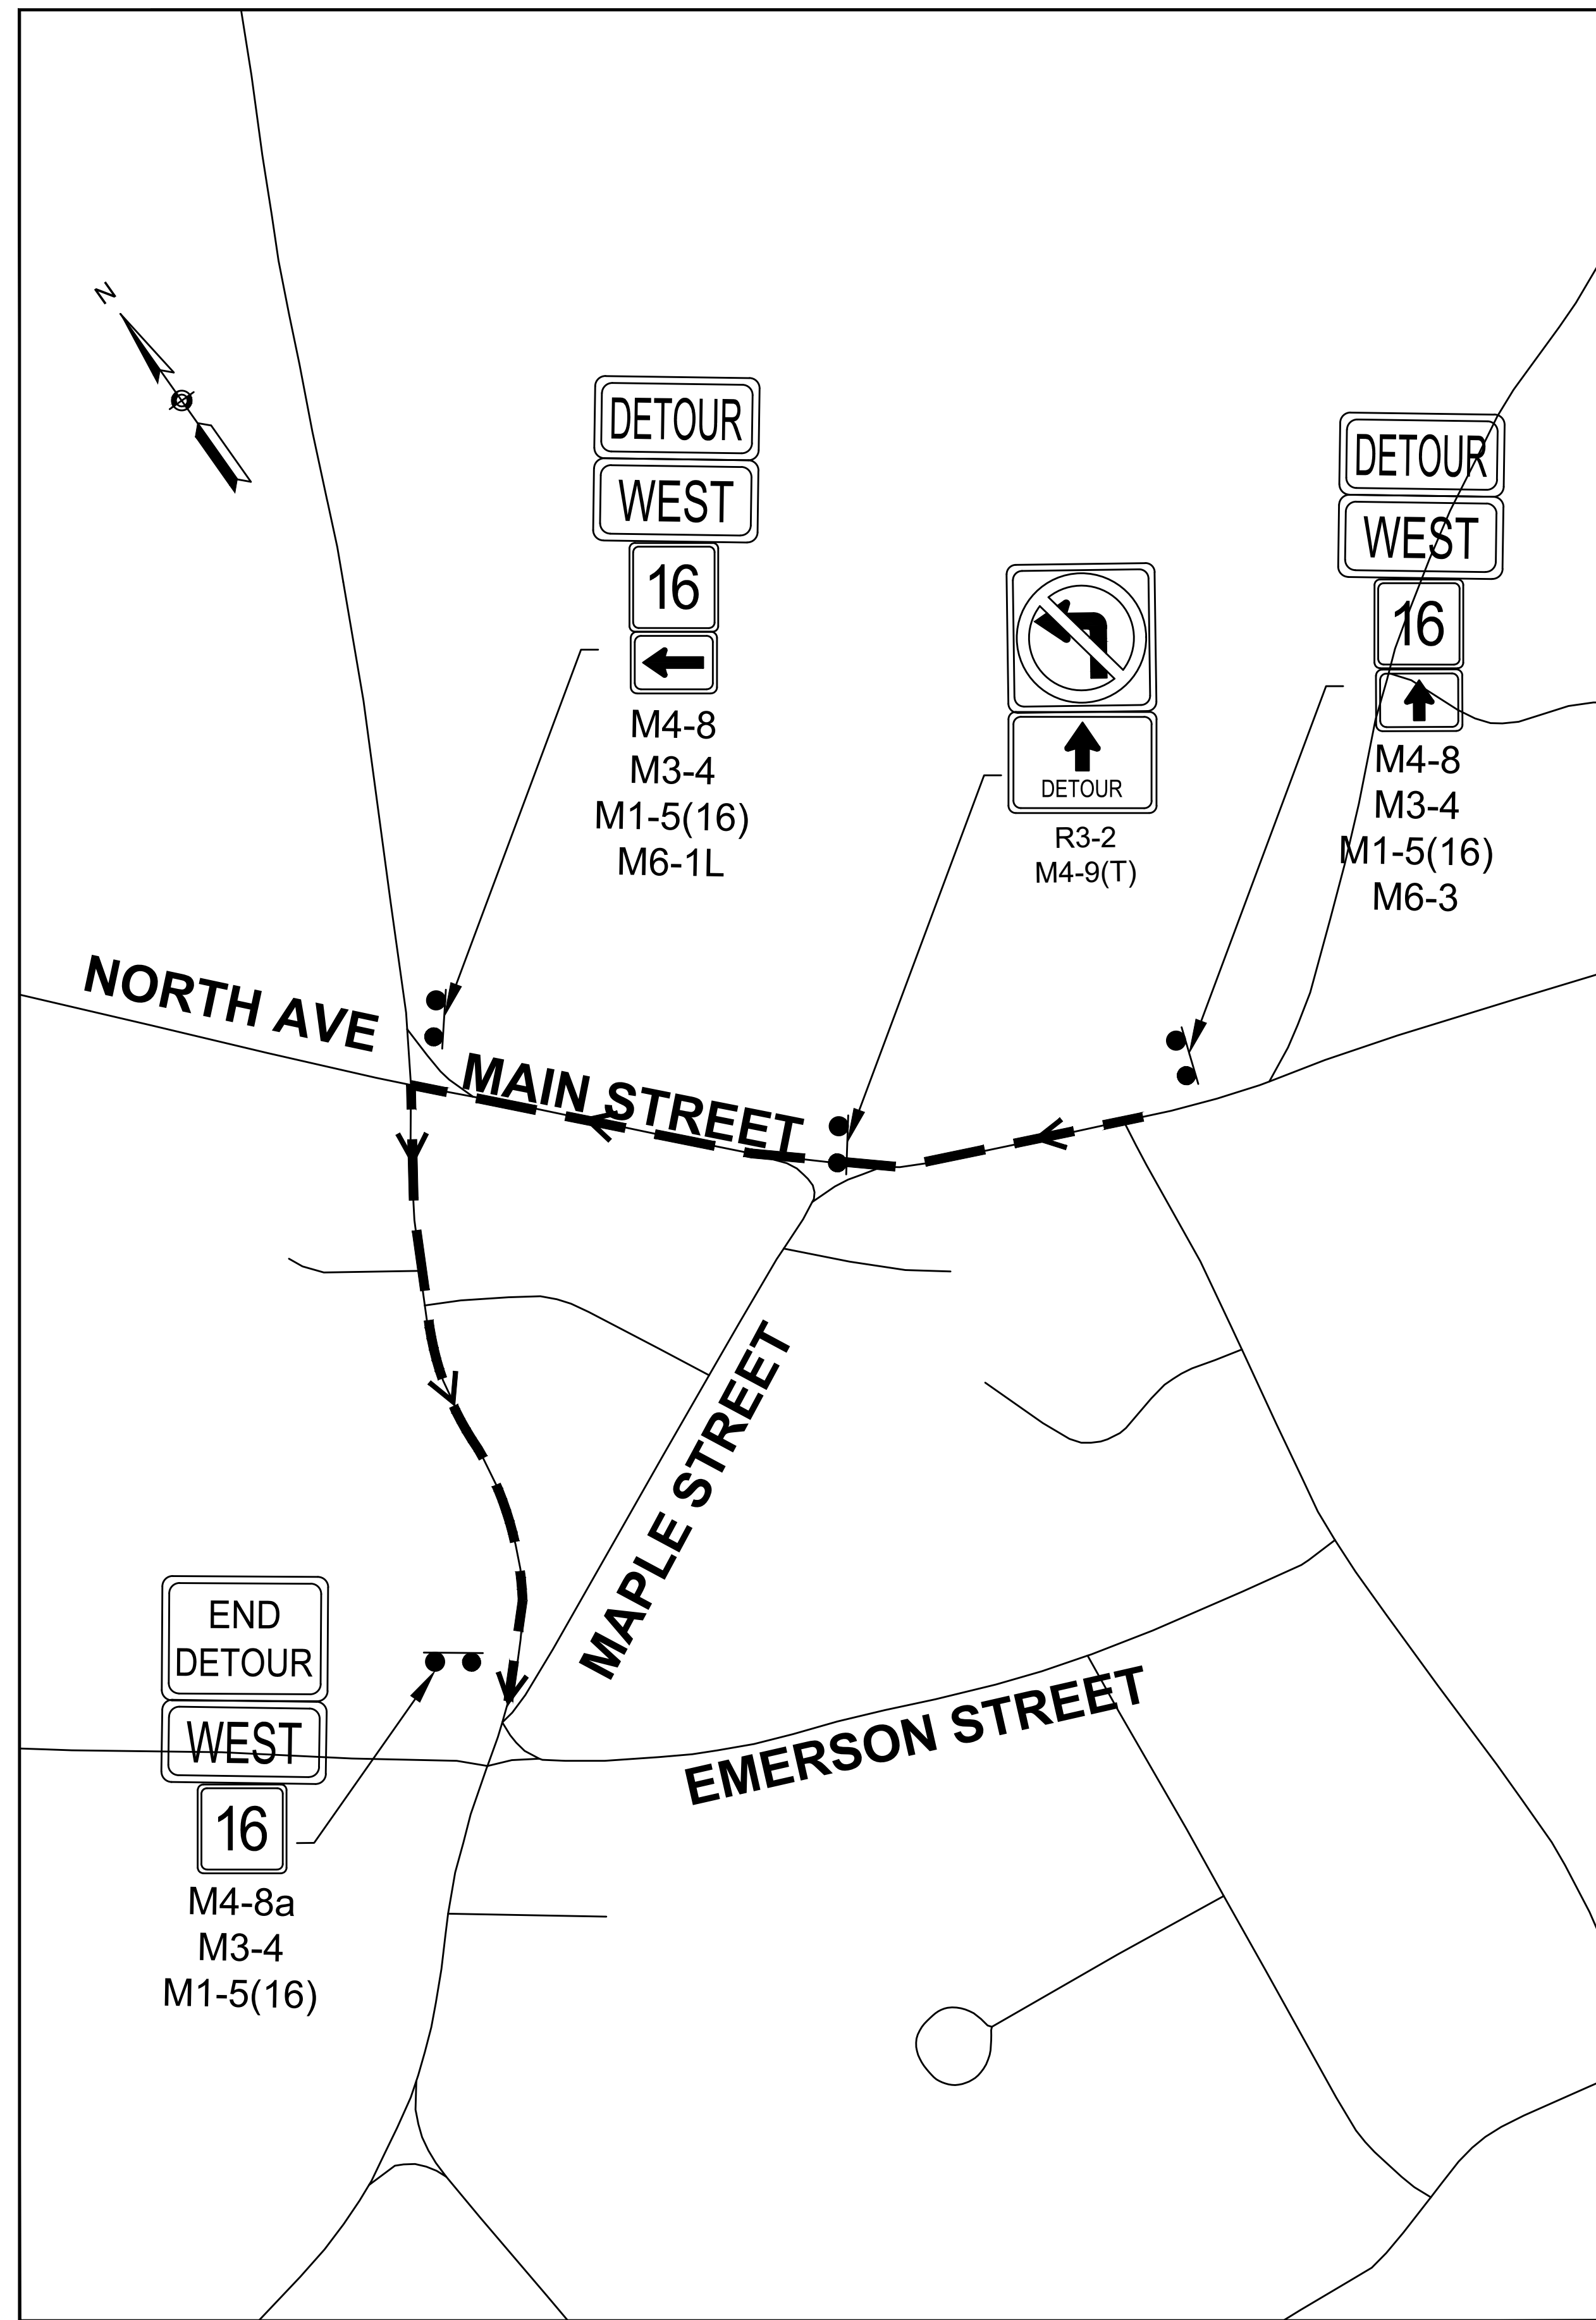 N
DETOUR
WEST
16
M4-8
M3-4
M1-5(16)
M6-1L
DETOUR
R3-2
M4-9(T)
DETOUR
WEST
16
M4-8
M3-4
M1-5(16)
M6-3
NORTH AVE
MAIN STREET
MAPLE STREET
EMERSON STREET
END
DETOUR
WEST
16
M4-8a
M3-4
M1-5(16)